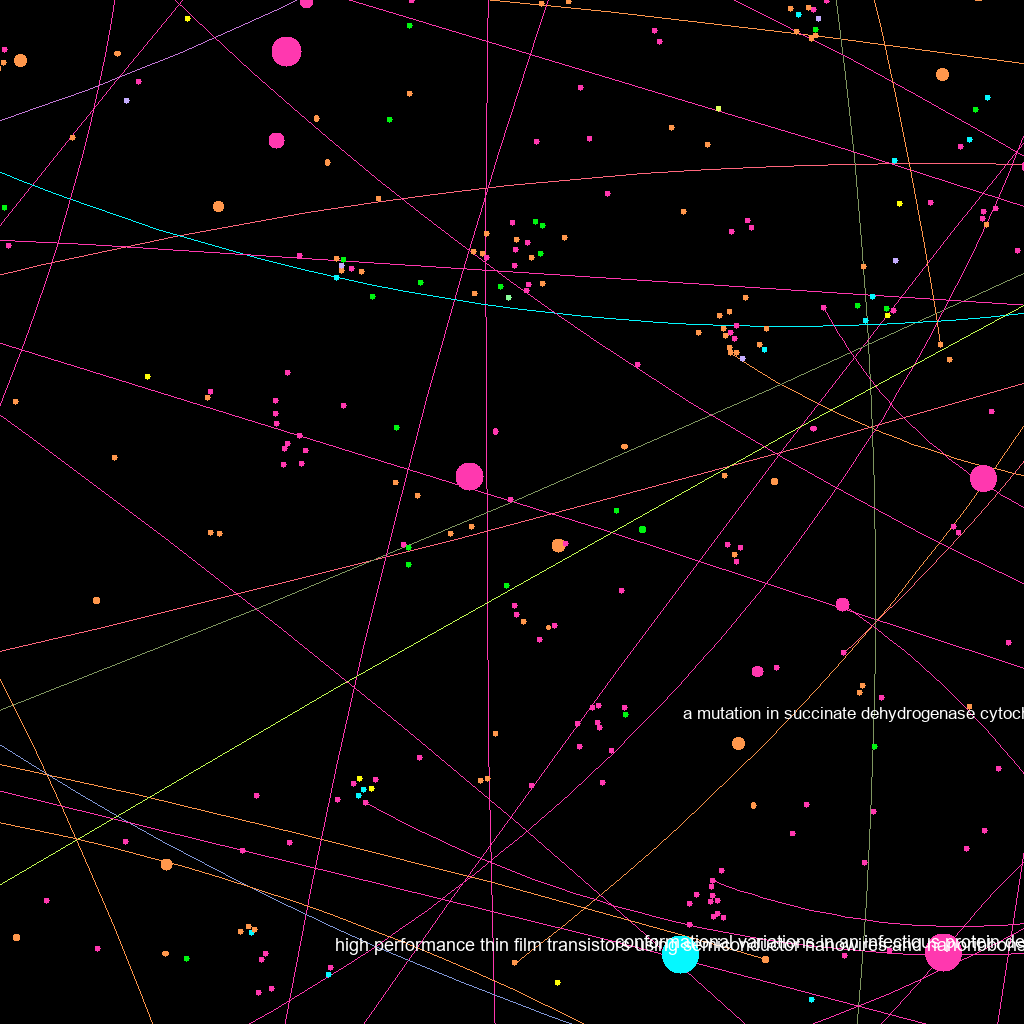 a mutation in succinate dehydrogenase cytoch
conformational variations in an infectious protein de
high performance thin film transistors using semiconductor nanowires and nanoribbons